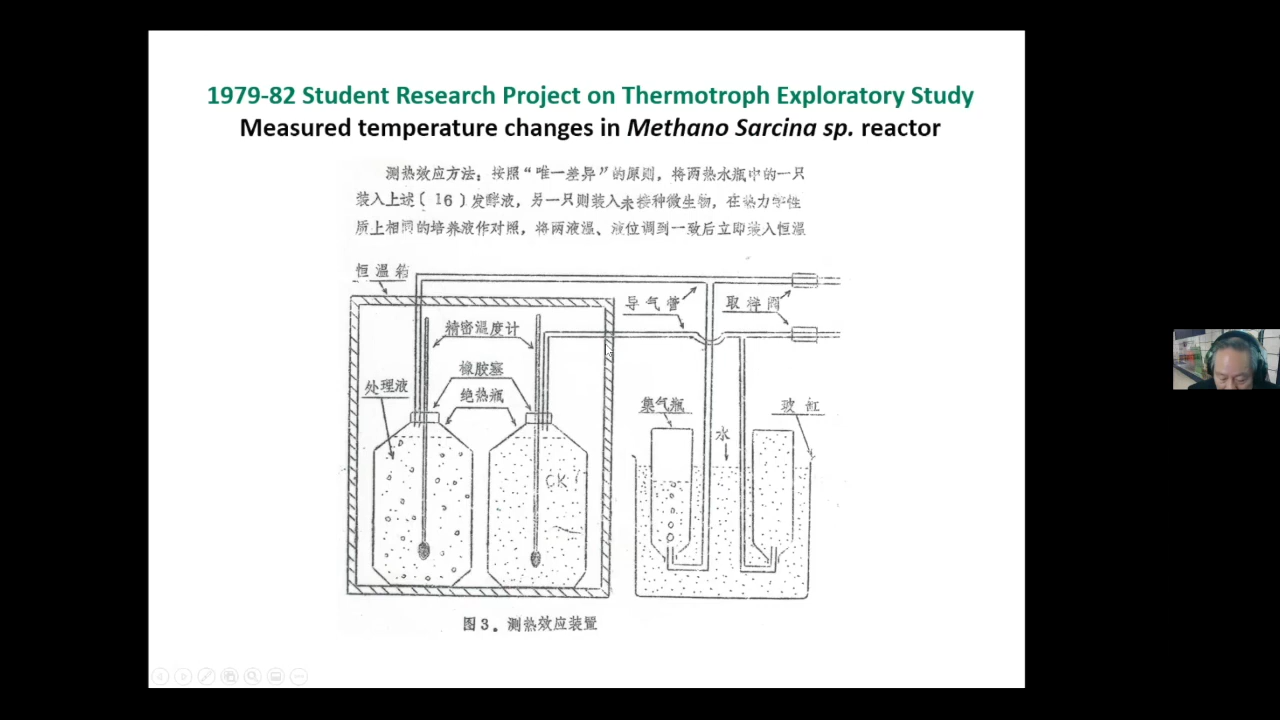 1979-82 Student Research Project on Thermotroph Exploratory Study
Measured temperature changes in Methano Sarcina sp. reactor
测热效应方法：按照“唯一差异”的原则，将两热水瓶中的一只
装入上述〔16〕发酵液，另一只则装入未接种微生物，在热力学性
质上相同的培养液作对照，将两液温、液位调到一致后立即装入恒温
恒温箱
导气管
取样阀
精密温度计
橡胶塞
处理液
绝热瓶
集气瓶
玻缸
水
CK
图3．测热效应装置